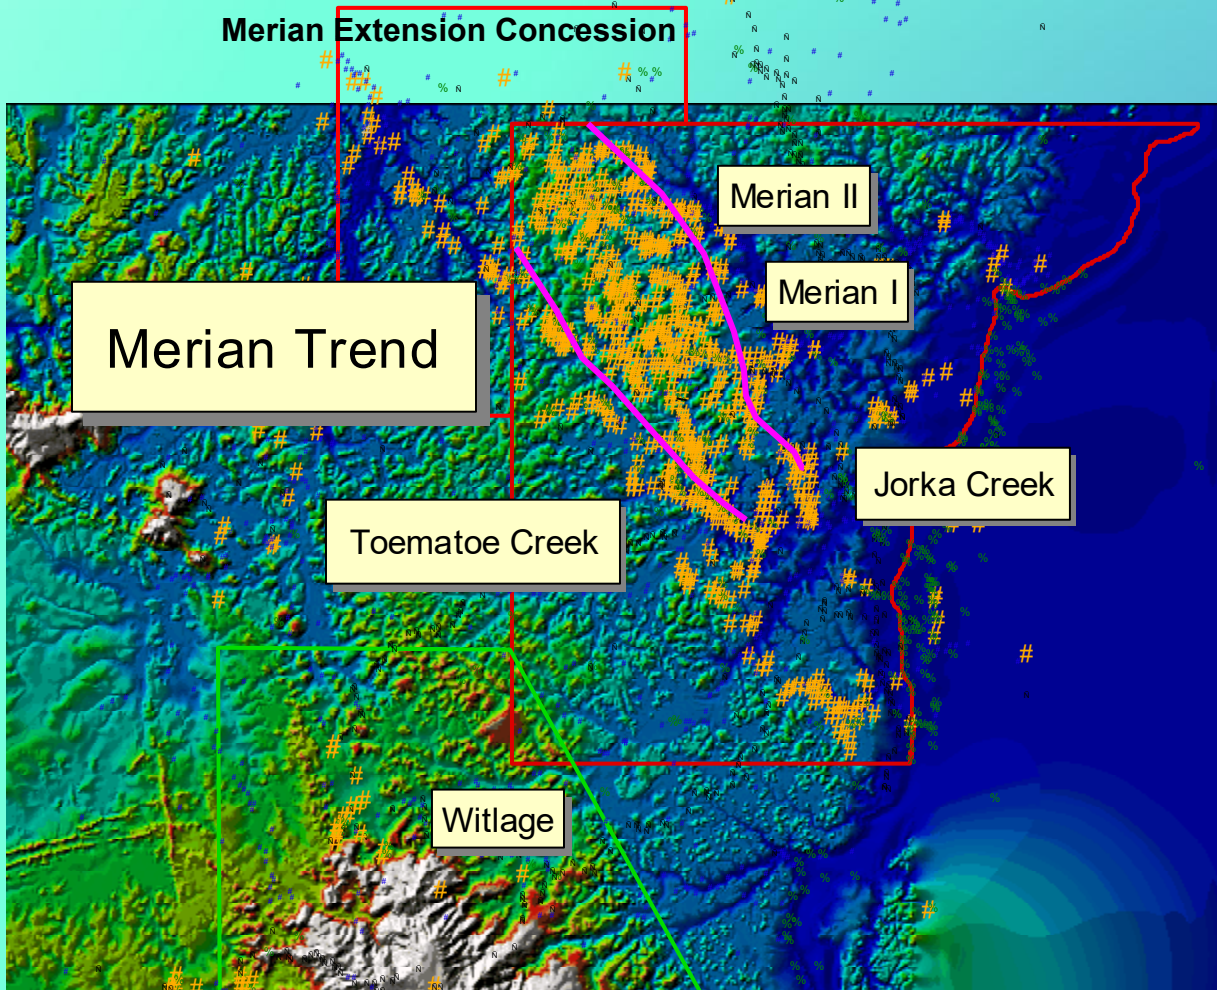 Merian Extension Concession
Merian II
Merian I
Merian Trend
Jorka Creek
Toematoe Creek
Witlage